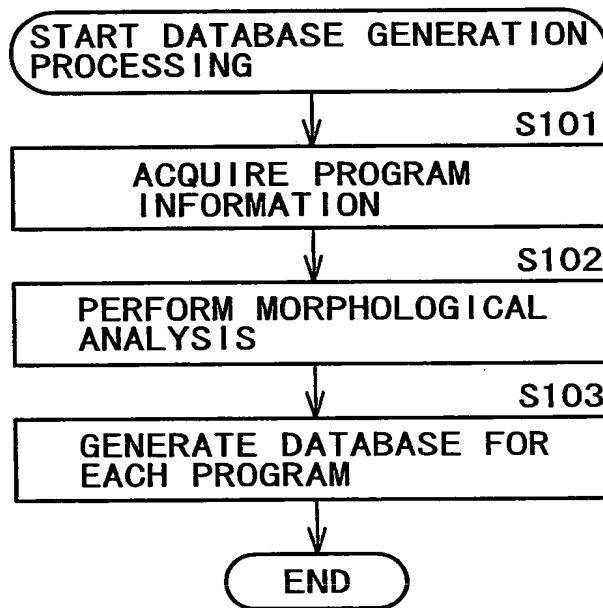 START DATABASE GENERATION
PROCESSING
S101
ACQUIRE PROGRAM
INFORMATION
S102
PERFORM MORPHOLOGICAL
ANALYSIS
S103
GENERATE DATABASE FOR
EACH PROGRAM
END